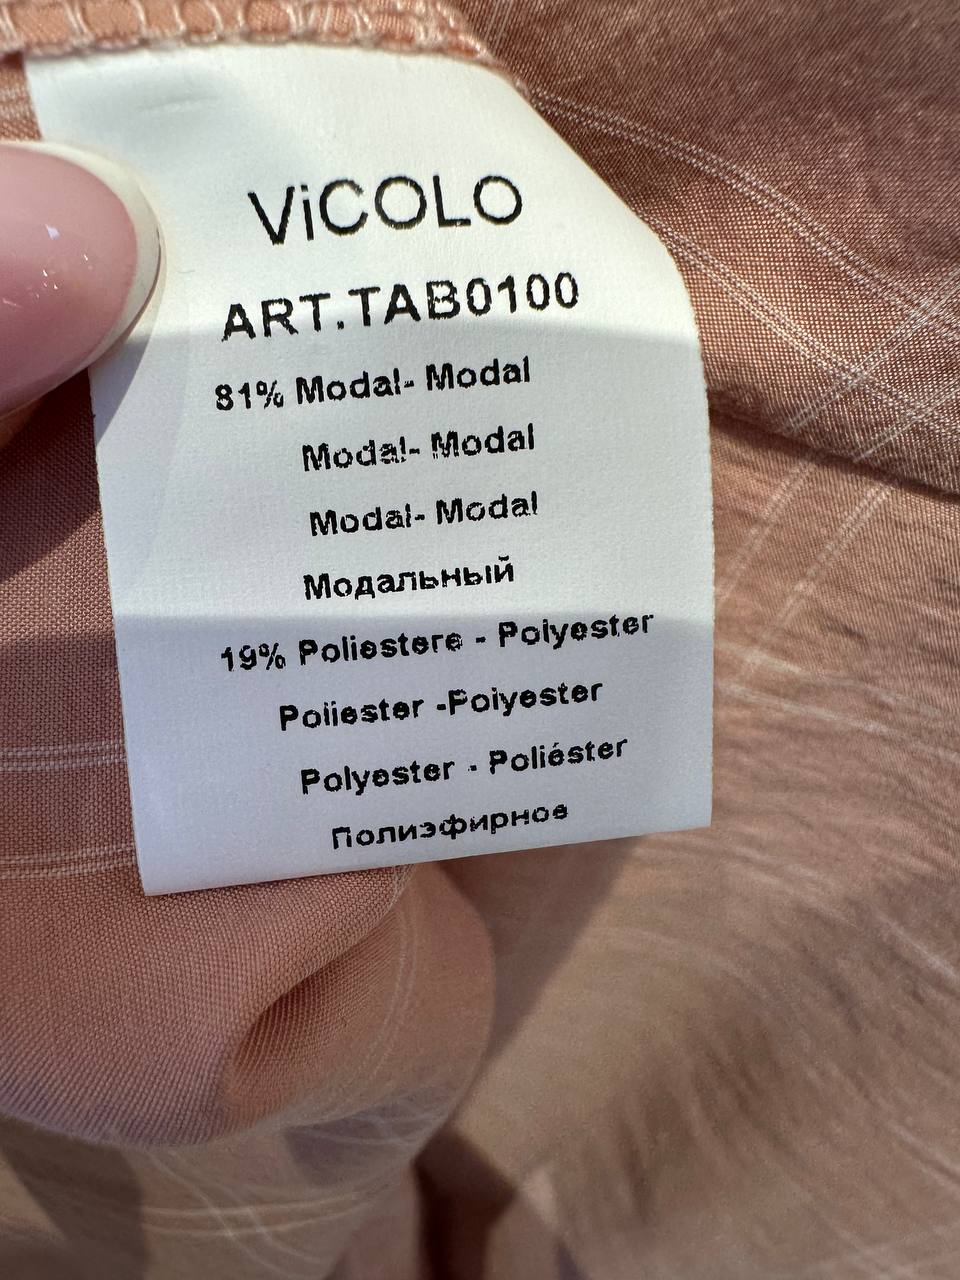 ViCOLO
ART.TAB0100
81% Modal- Modal
Modal- Modal
Modal- Modal
Модальный
19% Poliestere - Polyester
Poliester -Polyester
Polyester - Poliéster
Полиэфирное